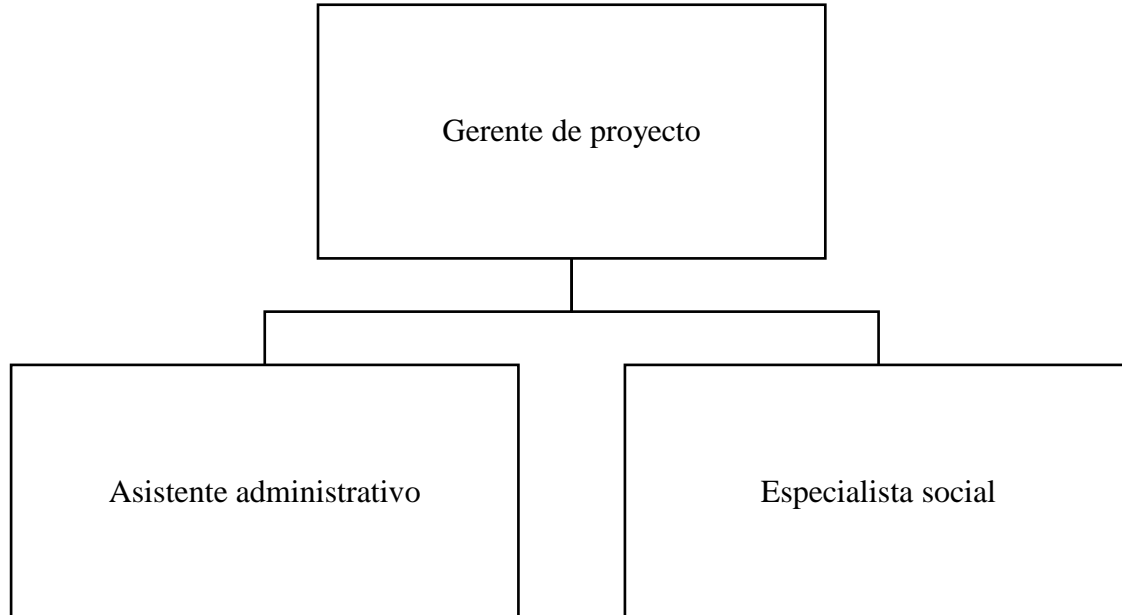 Gerente de proyecto
Asistente administrativo
Especialista social